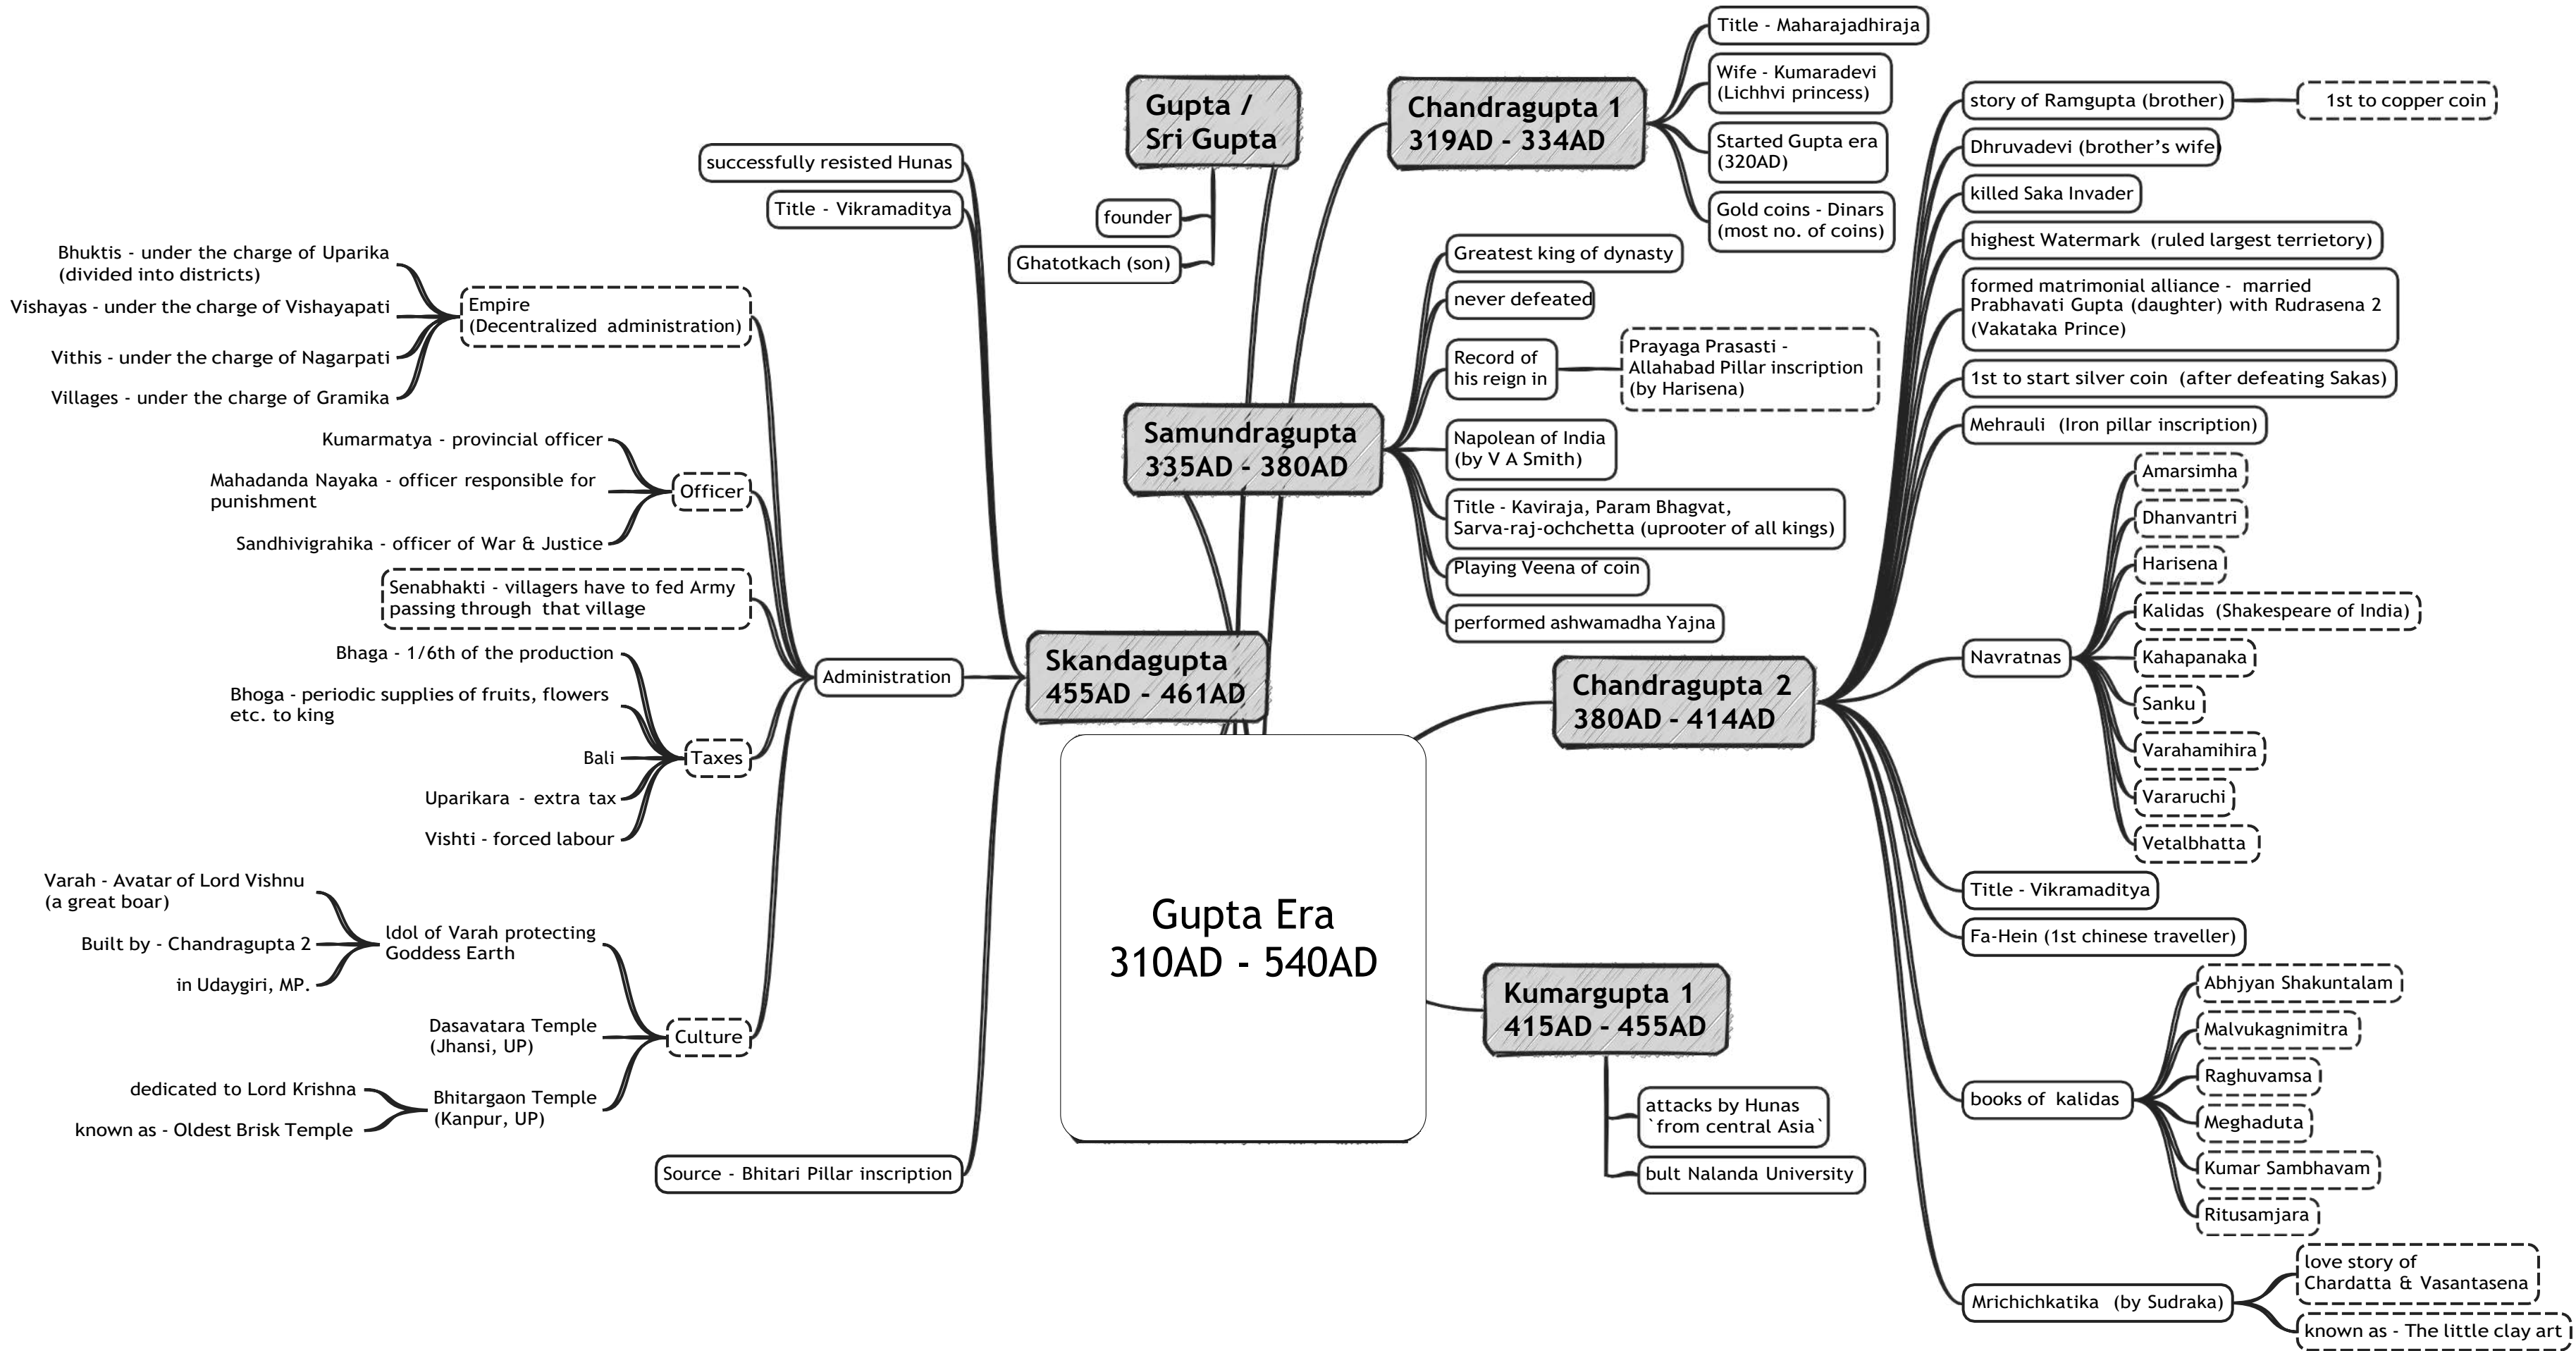 Gupta Era
310AD - 540AD
Gupta /
Sri Gupta
founder
Ghatotkach (son)
Chandragupta 1
319AD - 334AD
Title - Maharajadhiraja
Wife - Kumaradevi
(Lichhvi princess)
Started Gupta era
(320AD)
Gold coins - Dinars
(most no. of coins)
Samundragupta
335AD - 380AD
Greatest king of dynasty
never defeated
Record of
his reign in
Prayaga Prasasti -
Allahabad Pillar inscription
(by Harisena)
Napolean of India
(by V A Smith)
Title - Kaviraja, Param Bhagvat,
Sarva-raj-ochchetta (uprooter of all kings)
Playing Veena of coin
performed ashwamadha Yajna
Chandragupta 2
380AD - 414AD
story of Ramgupta (brother)
1st to copper coin
Dhruvadevi (brother's wife)
killed Saka Invader
highest Watermark (ruled largest terrietory)
formed matrimonial alliance - married
Prabhavati Gupta (daughter) with Rudrasena 2
(Vakataka Prince)
1st to start silver coin (after defeating Sakas)
Mehrauli (Iron pillar inscription)
Navratnas
Amarsimha
Dhanvantri
Harisena
Kalidas (Shakespeare of India)
Kahapanaka
Sanku
Varahamihira
Vararuchi
Vetalbhatta
Title - Vikramaditya
Fa-Hein (1st chinese traveller)
books of kalidas
Abhjyan Shakuntalam
Malvukagnimitra
Raghuvamsa
Meghaduta
Kumar Sambhavam
Ritusamjara
Mrichichkatika (by Sudraka)
love story of
Chardatta & Vasantasena
known as - The little clay art
Kumargupta 1
415AD - 455AD
attacks by Hunas
`from central Asia`
bult Nalanda University
Skandagupta
455AD - 461AD
successfully resisted Hunas
Title - Vikramaditya
Administration
Empire
(Decentralized administration)
Bhuktis - under the charge of Uparika
(divided into districts)
Vishayas - under the charge of Vishayapati
Vithis - under the charge of Nagarpati
Villages - under the charge of Gramika
Officer
Kumarmatya - provincial officer
Mahadanda Nayaka - officer responsible for
punishment
Sandhivigrahika - officer of War & Justice
Senabhakti - villagers have to fed Army
passing through that village
Taxes
Bhaga - 1/6th of the production
Bhoga - periodic supplies of fruits, flowers
etc. to king
Bali
Uparikara - extra tax
Vishti - forced labour
Culture
Idol of Varah protecting
Goddess Earth
Varah - Avatar of Lord Vishnu
(a great boar)
Built by - Chandragupta 2
in Udaygiri, MP.
Dasavatara Temple
(Jhansi, UP)
Bhitargaon Temple
(Kanpur, UP)
dedicated to Lord Krishna
known as - Oldest Brisk Temple
Source - Bhitari Pillar inscription